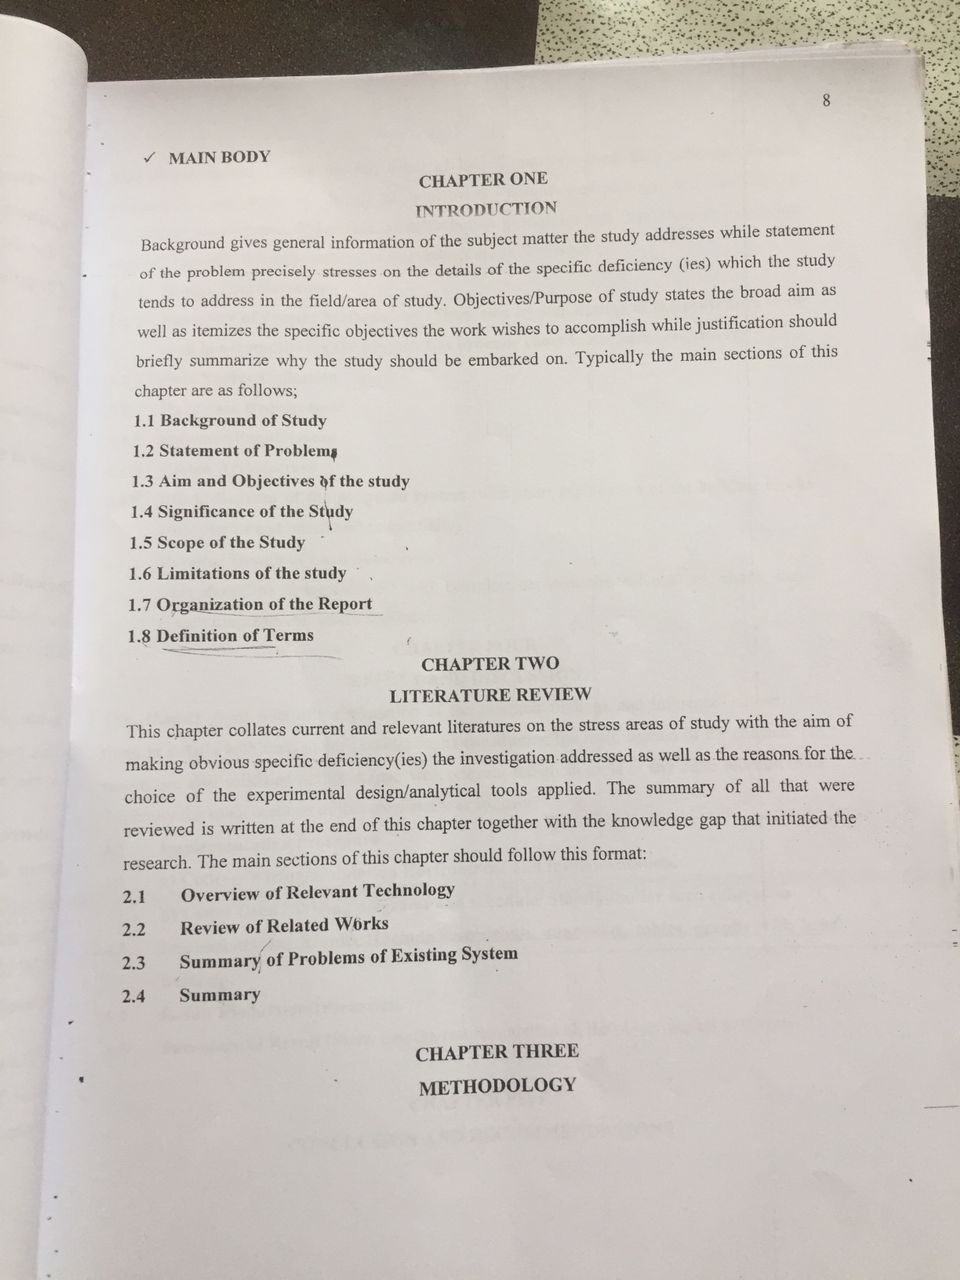 8
✓ MAIN BODY
CHAPTER ONE
INTRODUCTION
Background gives general information of the subject matter the study addresses while statement
of the problem precisely stresses on the details of the specific deficiency (ies) which the study
tends to address in the field/area of study. Objectives/Purpose of study states the broad aim as
well as itemizes the specific objectives the work wishes to accomplish while justification should
briefly summarize why the study should be embarked on. Typically the main sections of this
chapter are as follows;
1.1 Background of Study
1.2 Statement of Problem
1.3 Aim and Objectives of the study
1.4 Significance of the Study
1.5 Scope of the Study
1.6 Limitations of the study
1.7 Organization of the Report
1.8 Definition of Terms
CHAPTER TWO
LITERATURE REVIEW
This chapter collates current and relevant literatures on the stress areas of study with the aim of
making obvious specific deficiency(ies) the investigation addressed as well as the reasons for the
choice of the experimental design/analytical tools applied. The summary of all that were
reviewed is written at the end of this chapter together with the knowledge gap that initiated the
research. The main sections of this chapter should follow this format:
2.1 Overview of Relevant Technology
2.2 Review of Related Works
2.3 Summary of Problems of Existing System
2.4 Summary
CHAPTER THREE
METHODOLOGY